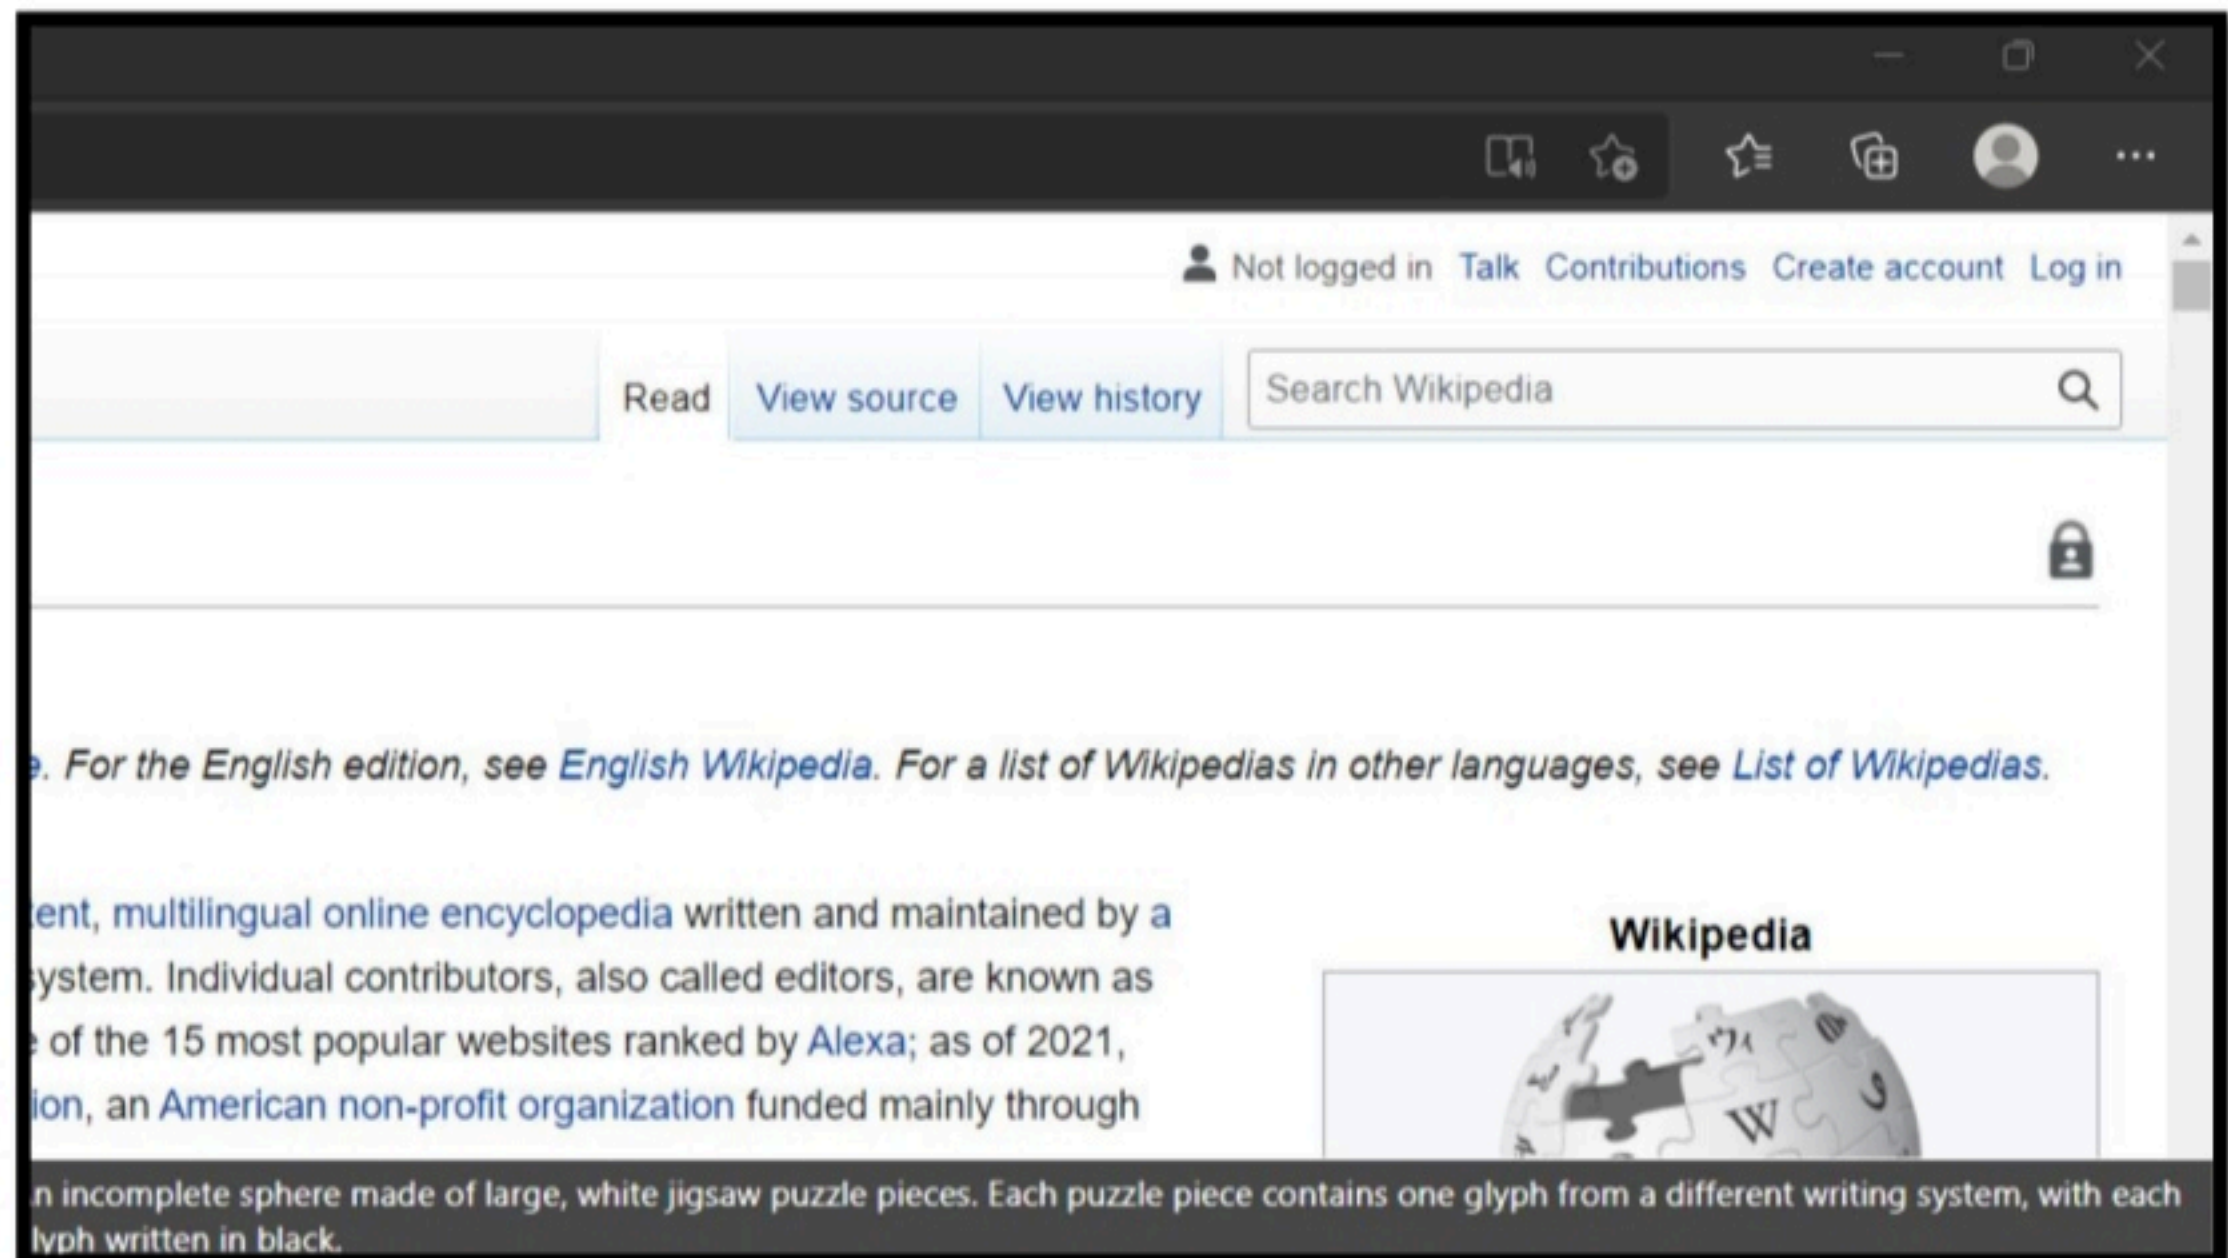 Not logged in Talk Contributions Create account Log in
Read View source View history Search Wikipedia
. For the English edition, see English Wikipedia. For a list of Wikipedias in other languages, see List of Wikipedias.
ent, multilingual online encyclopedia written and maintained by a
ystem. Individual contributors, also called editors, are known as
of the 15 most popular websites ranked by Alexa; as of 2021,
ion, an American non-profit organization funded mainly through
Wikipedia
ウィ
W
n incomplete sphere made of large, white jigsaw puzzle pieces. Each puzzle piece contains one glyph from a different writing system, with each
lyph written in black.